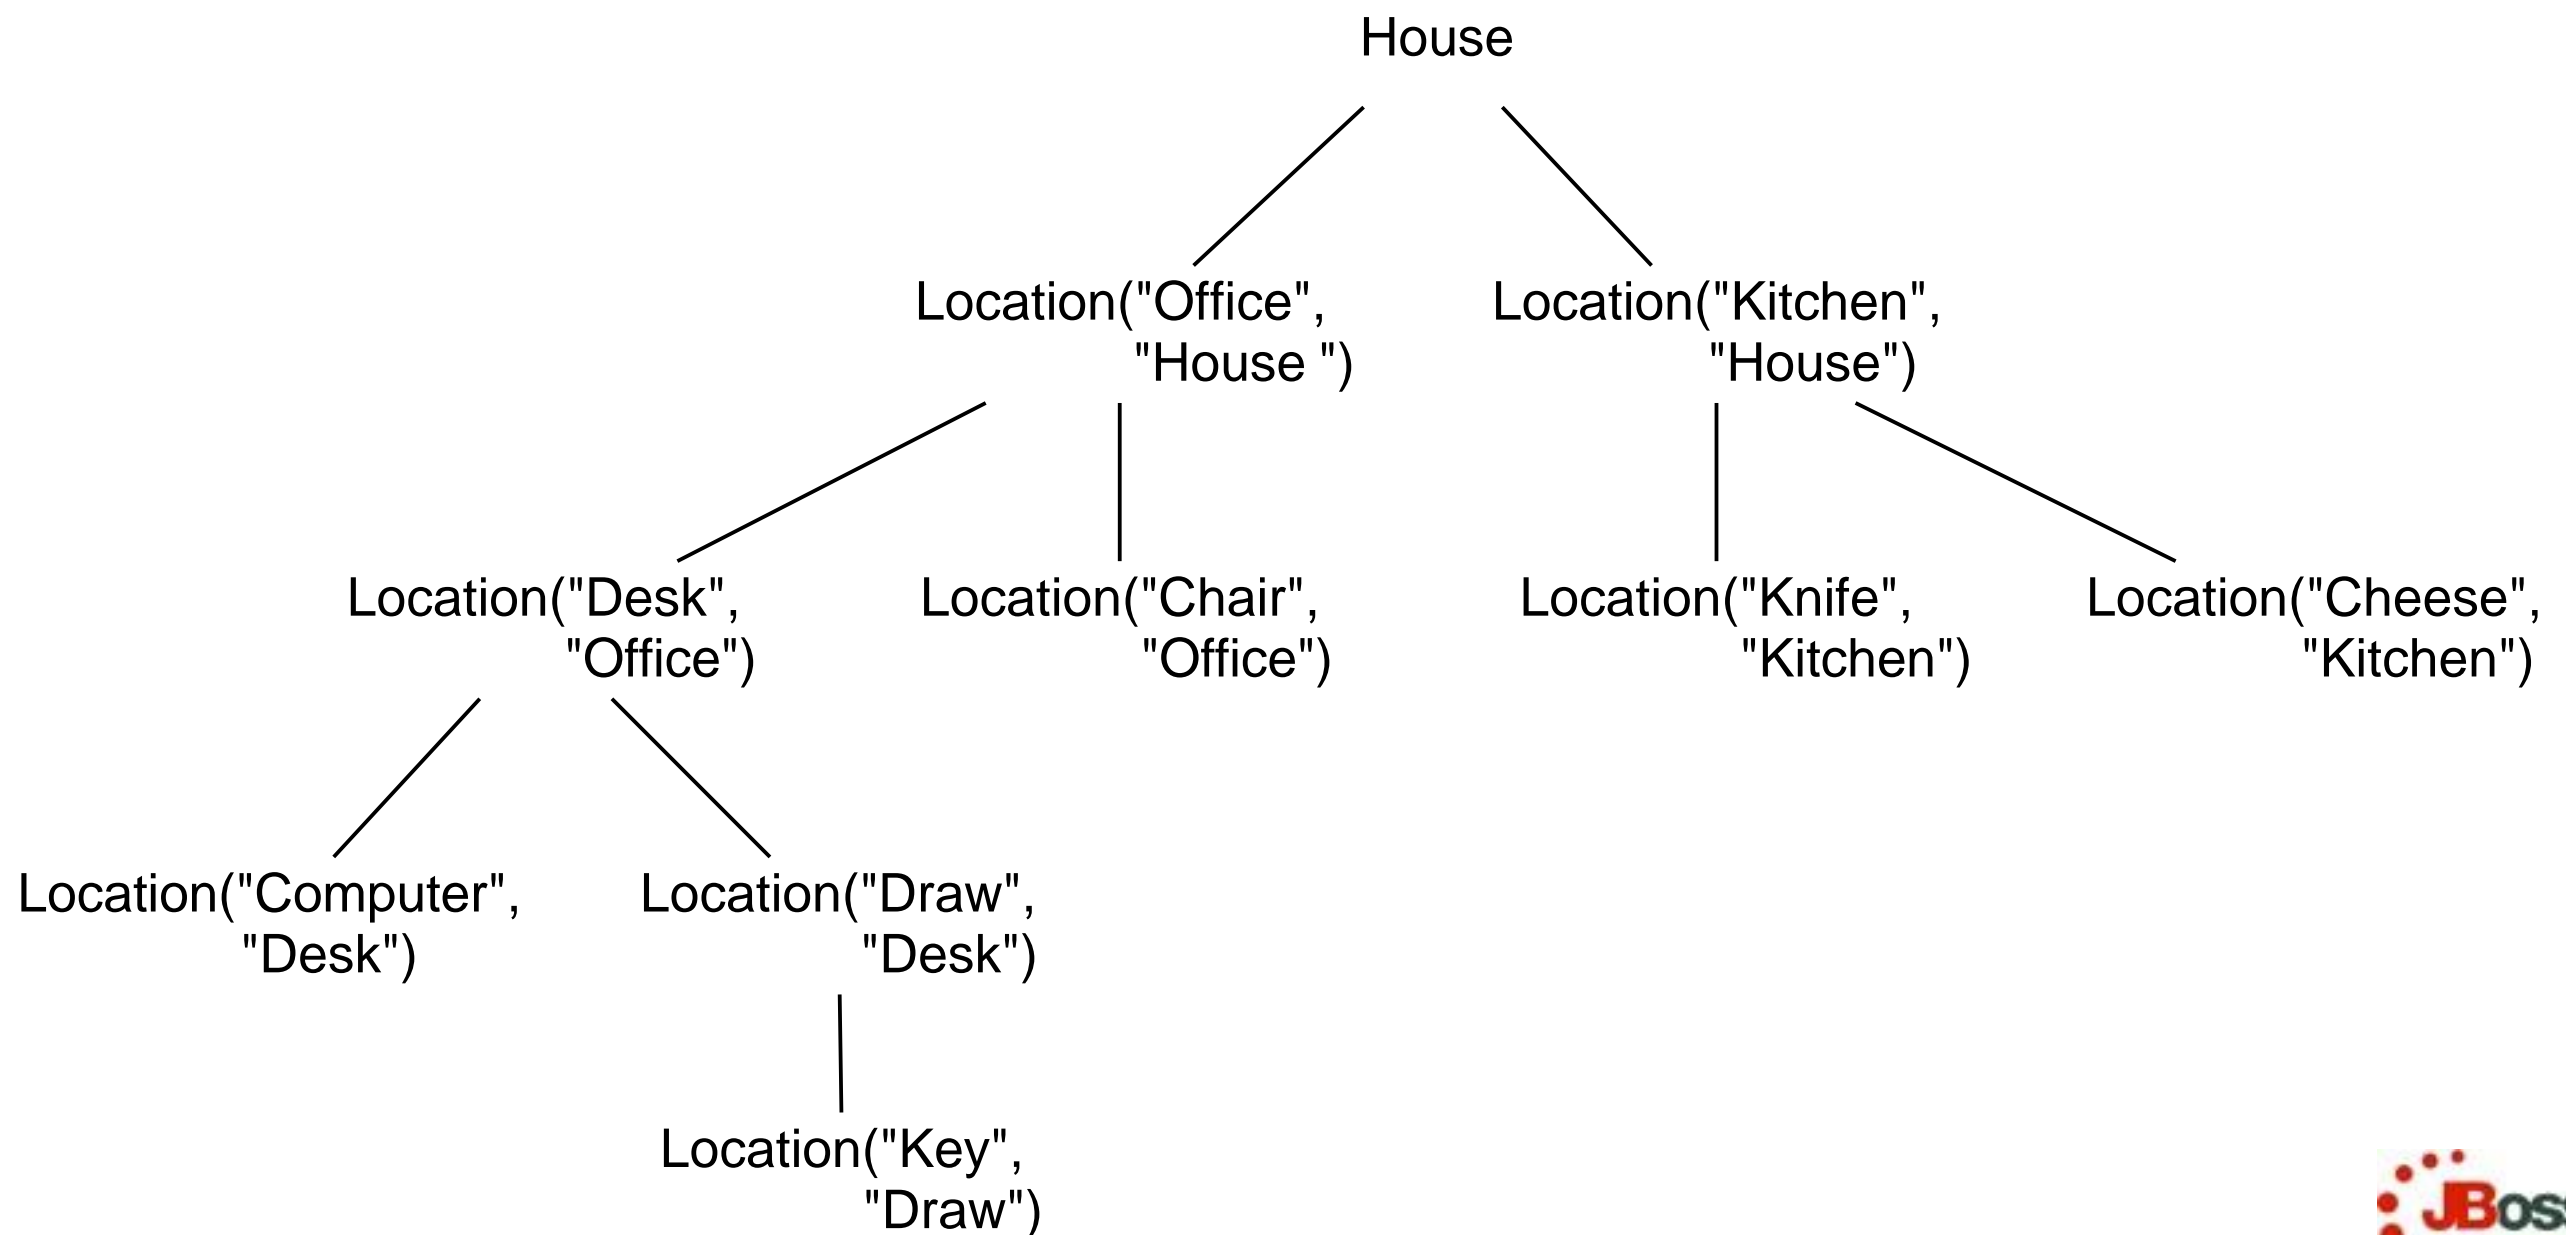 House
Location("Office",
"House ")
Location("Kitchen",
"House")
Location("Desk",
"Office")
Location("Chair",
"Office")
Location("Knife",
"Kitchen")
Location("Cheese",
"Kitchen")
Location("Computer",
"Desk")
Location("Draw",
"Desk")
Location("Key",
"Draw")
JBoss